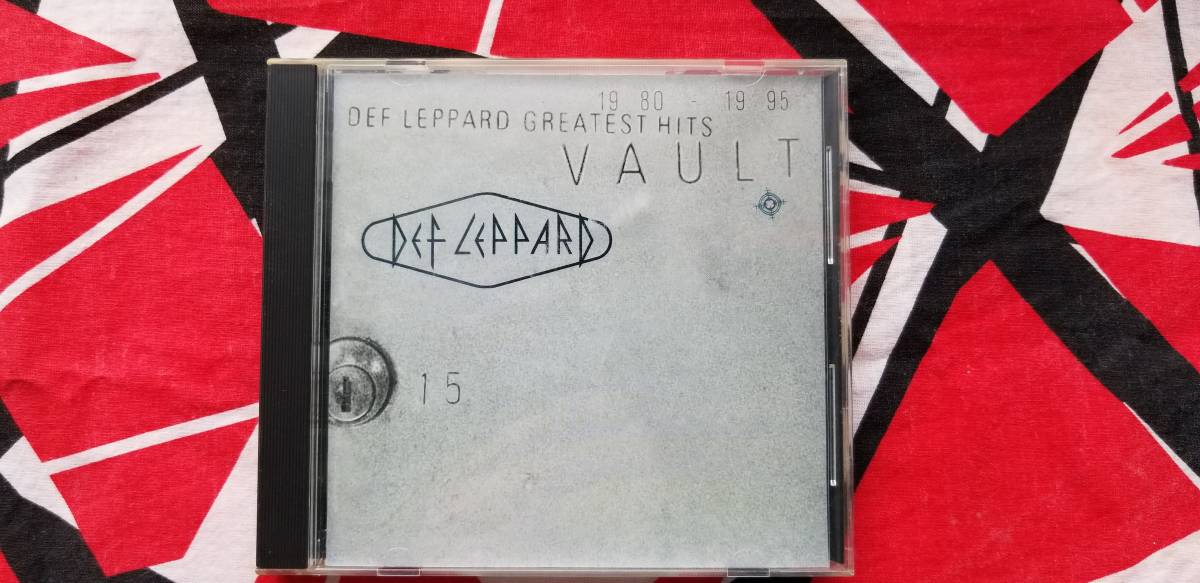 19 80 - 19 95
DEF LEPPARD GREATEST HITS
VAULT
DEF LEPPARD
15